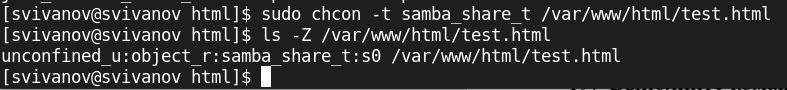 [svivanov@svivanov html]$ sudo chcon -t samba_share_t /var/www/html/test.html
[svivanov@svivanov html]$ ls -Z /var/www/html/test.html
unconfined_u:object_r:samba_share_t:s0 /var/www/html/test.html
[svivanov@svivanov html]$